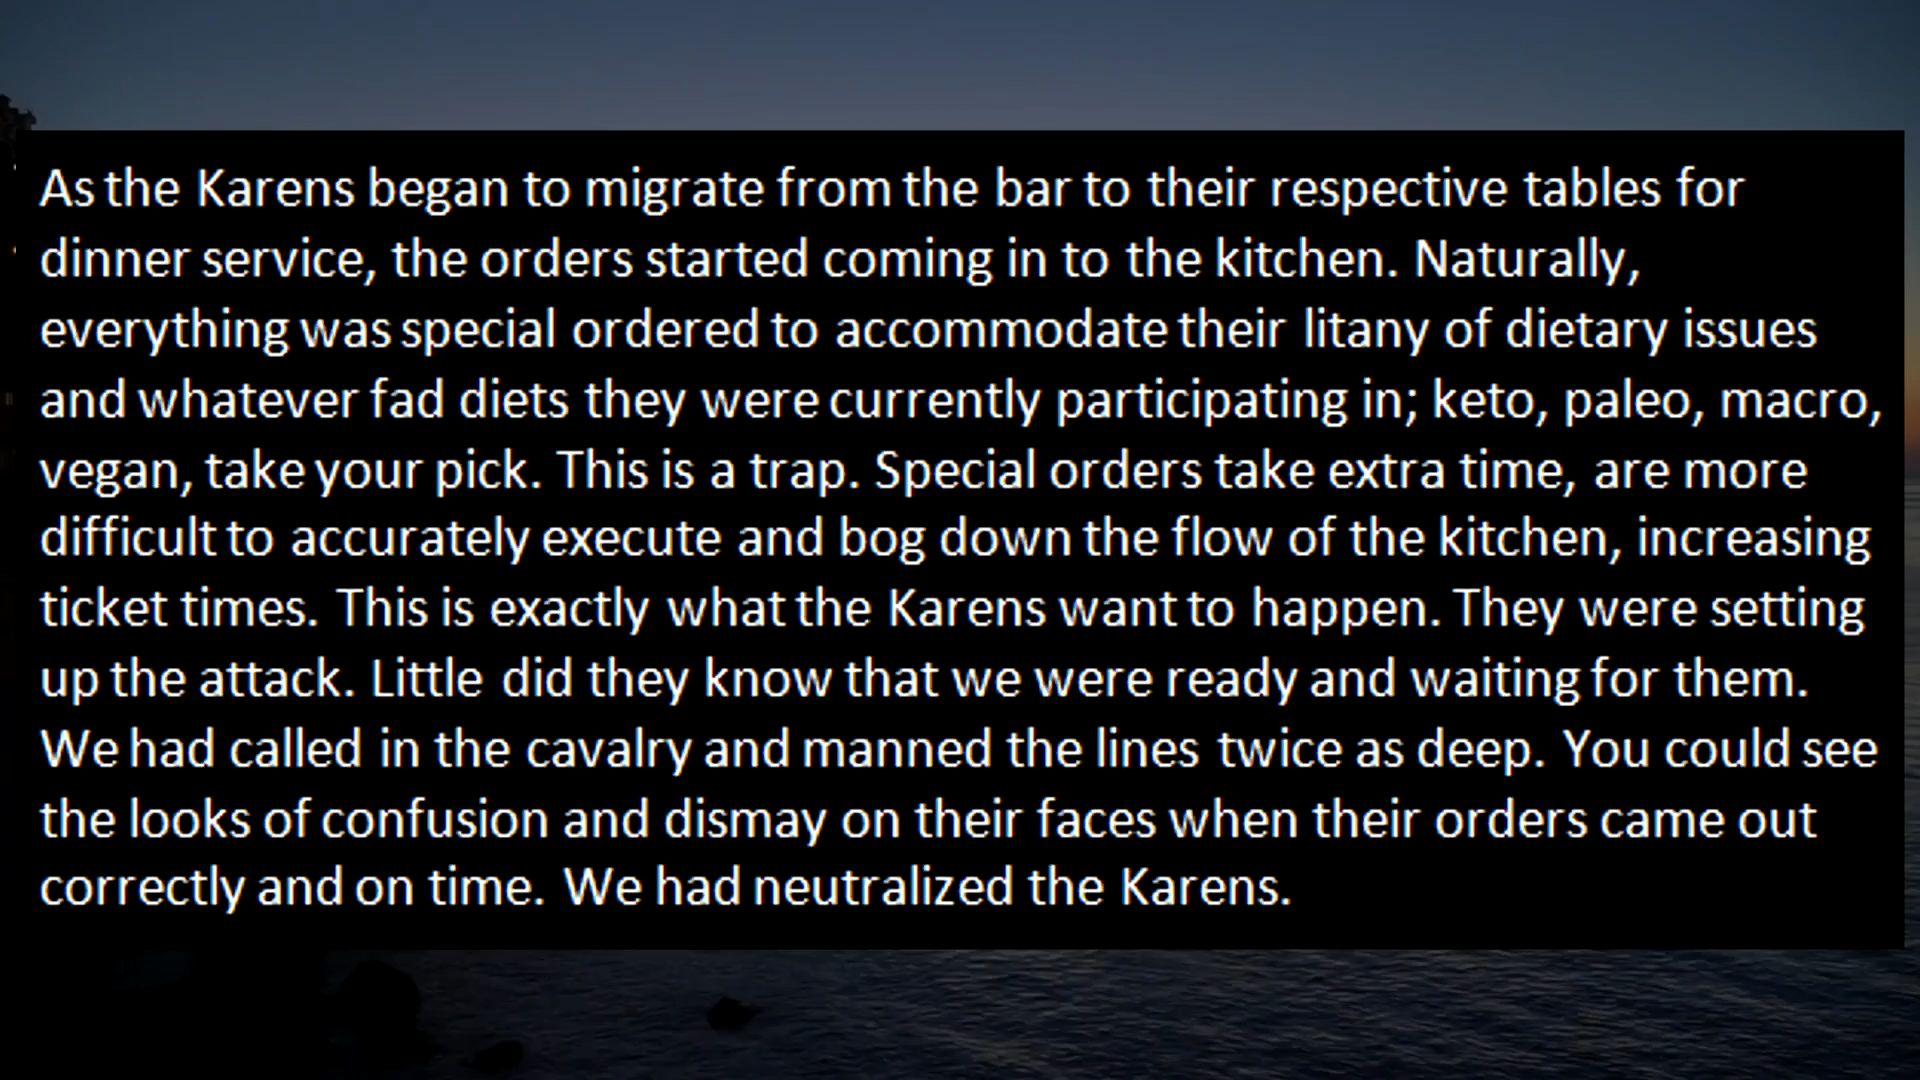 As the Karens began to migrate from the bar to their respective tables for
dinner service, the orders started coming in to the kitchen. Naturally,
everything was special ordered to accommodate their litany of dietary issues
and whatever fad diets they were currently participating in; keto, paleo, macro,
vegan, take your pick. This is a trap. Special orders take extra time, are more
difficult to accurately execute and bog down the flow of the kitchen, increasing
ticket times. This is exactly what the Karens want to happen. They were setting
up the attack. Little did they know that we were ready and waiting for them.
We had called in the cavalry and manned the lines twice as deep. You could see
the looks of confusion and dismay on their faces when their orders came out
correctly and on time. We had neutralized the Karens.